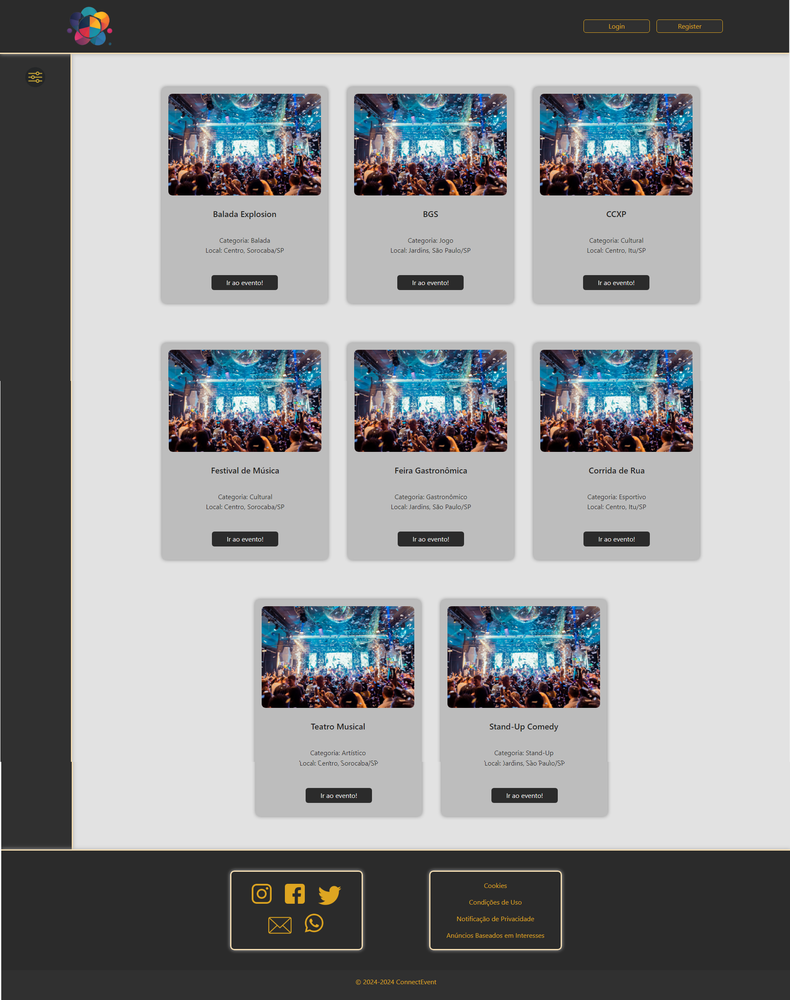 Login
Register
Balada Explosion
Categoria: Balada
Local: Centro, Sorocaba/SP
Ir ao evento!
BGS
Categoria: Jogo
Local: Jardins, São Paulo/SP
Ir ao evento!
CCXP
Categoria: Cultural
Local: Centro, Itu/SP
Ir ao evento!
Festival de Música
Categoria: Cultural
Local: Centro, Sorocaba/SP
Ir ao evento!
Feira Gastronômica
Categoria: Gastronômico
Local: Jardins, São Paulo/SP
Ir ao evento!
Corrida de Rua
Categoria: Esportivo
Local: Centro, Itu/SP
Ir ao evento!
Teatro Musical
Categoria: Artístico
Local: Centro, Sorocaba/SP
Ir ao evento!
Stand-Up Comedy
Categoria: Stand-Up
Local: Jardins, São Paulo/SP
Ir ao evento!
Cookies
Condições de Uso
Notificação de Privacidade
Anúncios Baseados em Interesses
© 2024-2024 ConnectEvent